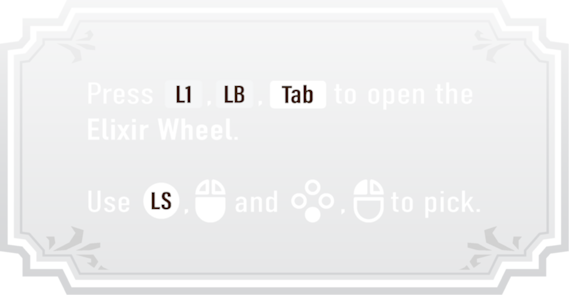 Press L1 , LB , Tab to open the
Elixir Wheel.
Use LS , and , to pick.